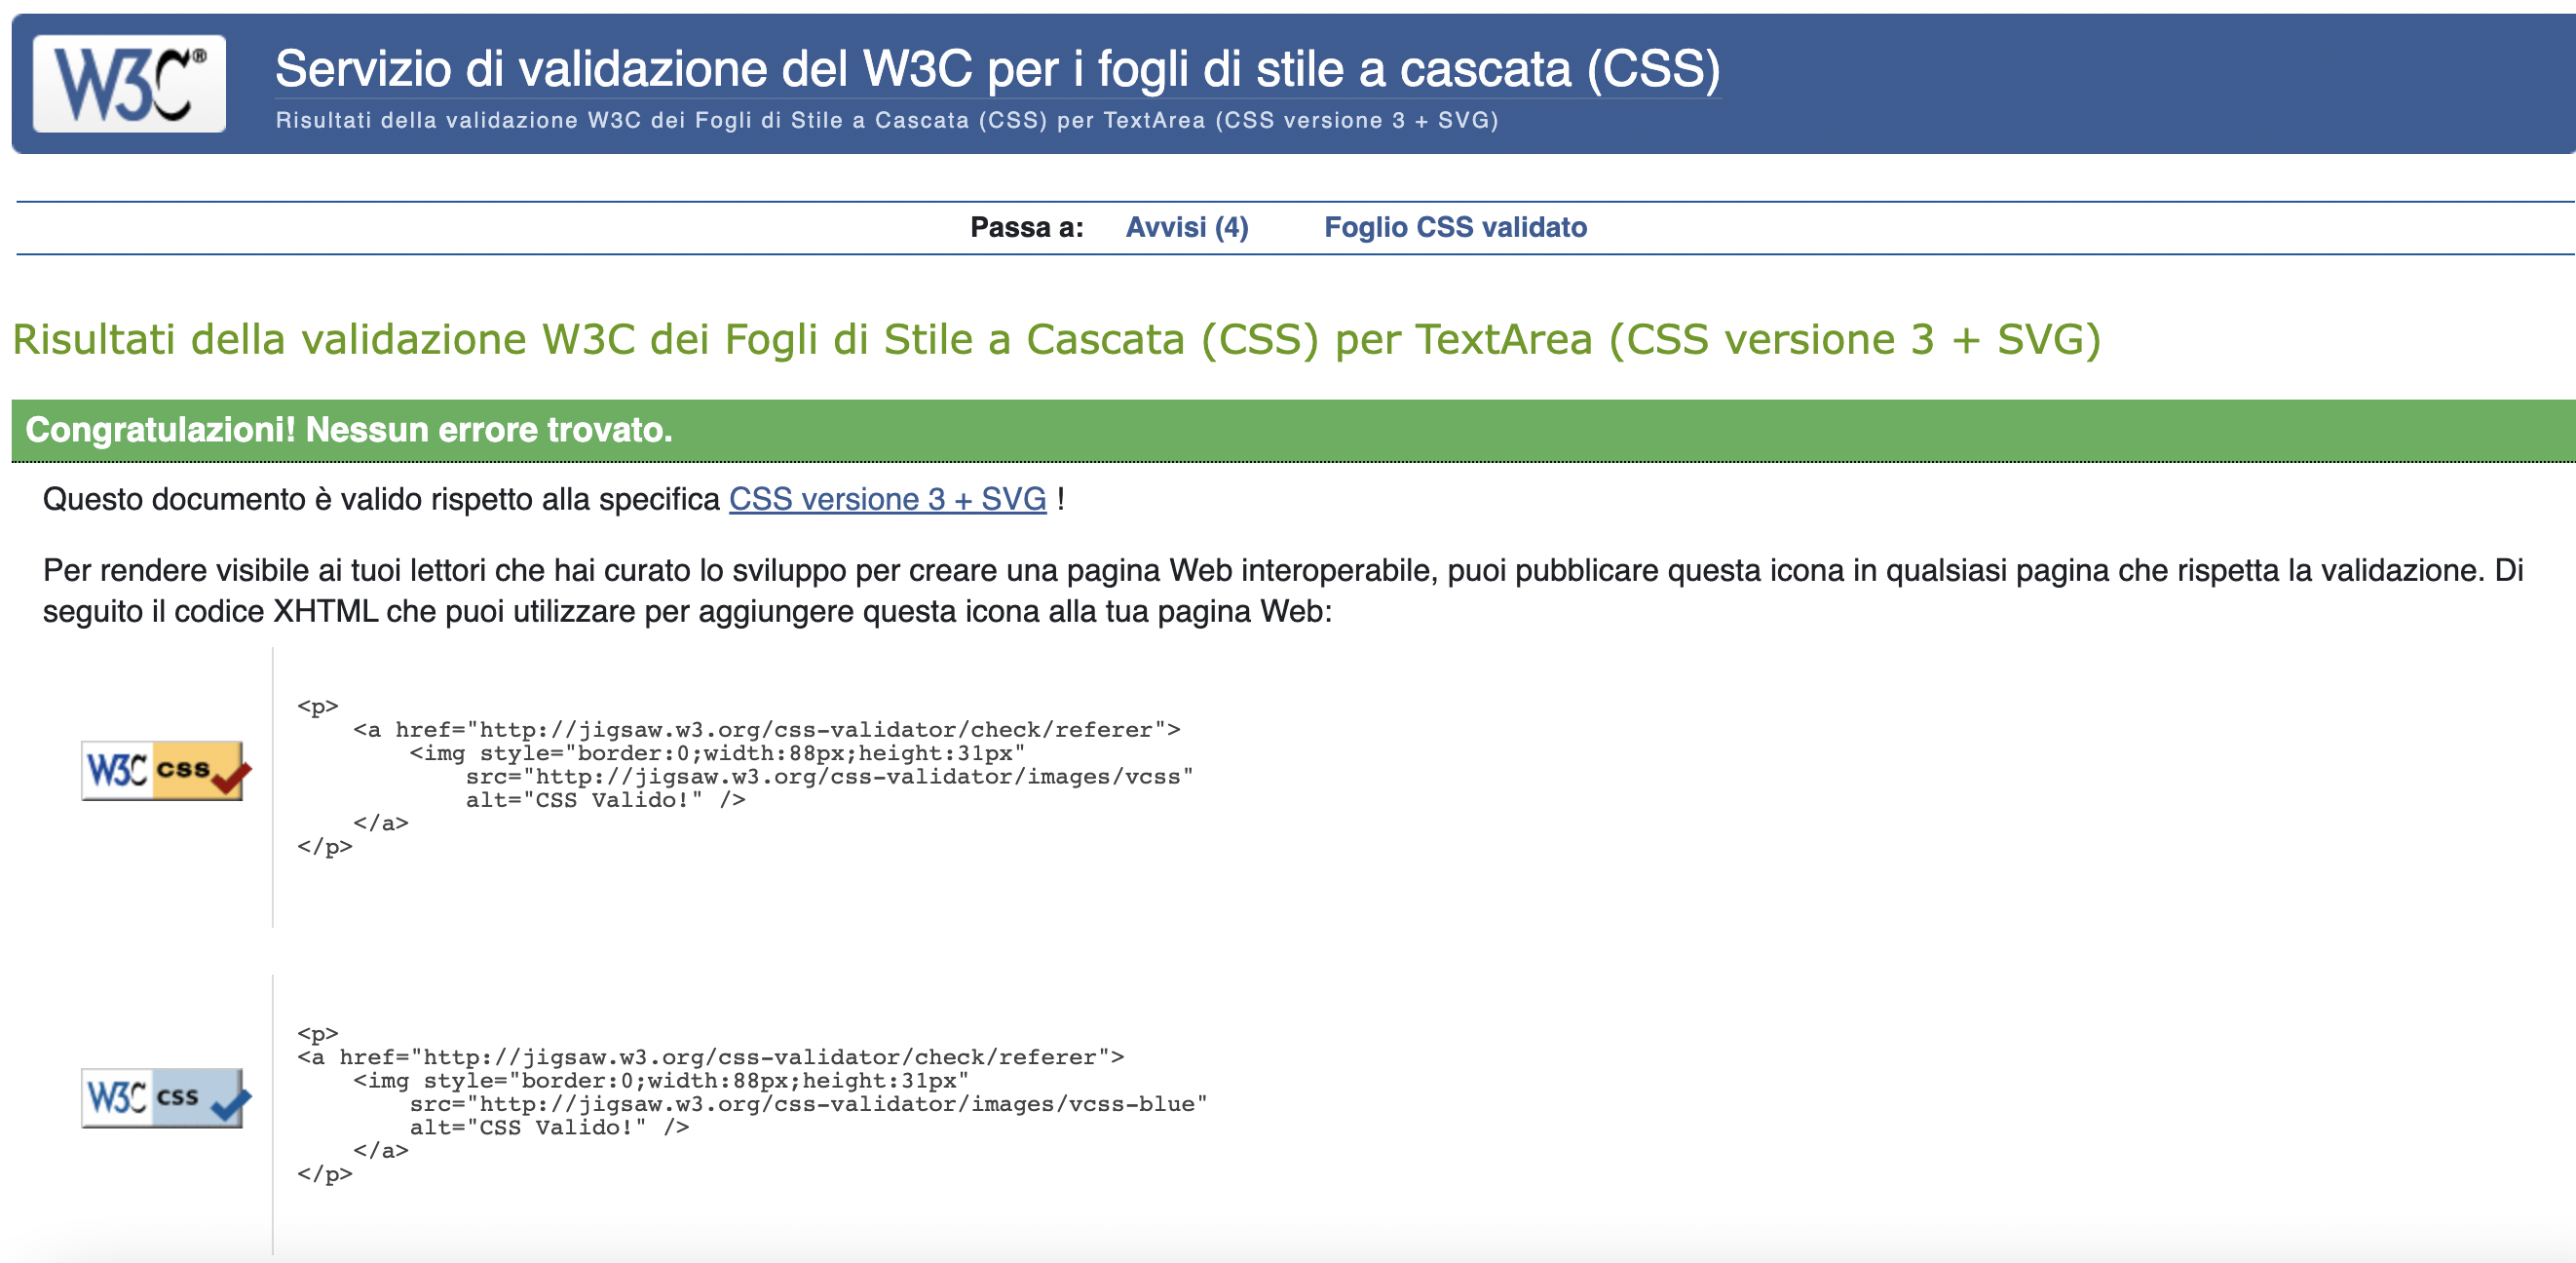 W3C®
Servizio di validazione del W3C per i fogli di stile a cascata (CSS)
Risultati della validazione W3C dei Fogli di Stile a Cascata (CSS) per TextArea (CSS versione 3 + SVG)
Passa a: Avvisi (4) Foglio CSS validato
Risultati della validazione W3C dei Fogli di Stile a Cascata (CSS) per TextArea (CSS versione 3 + SVG)
Congratulazioni! Nessun errore trovato.
Questo documento è valido rispetto alla specifica CSS versione 3 + SVG !
Per rendere visibile ai tuoi lettori che hai curato lo sviluppo per creare una pagina Web interoperabile, puoi pubblicare questa icona in qualsiasi pagina che rispetta la validazione. Di
seguito il codice XHTML che puoi utilizzare per aggiungere questa icona alla tua pagina Web:
W3C css
<p>
<a href="http://jigsaw.w3.org/css-validator/check/referer">
<img style="border:0;width:88px;height:31px"
src="http://jigsaw.w3.org/css-validator/images/vcss"
alt="CSS Valido!" />
</a>
</p>
W3C css
<p>
<a href="http://jigsaw.w3.org/css-validator/check/referer">
<img style="border:0;width:88px;height:31px"
src="http://jigsaw.w3.org/css-validator/images/vcss-blue"
alt="CSS Valido!" />
</a>
</p>